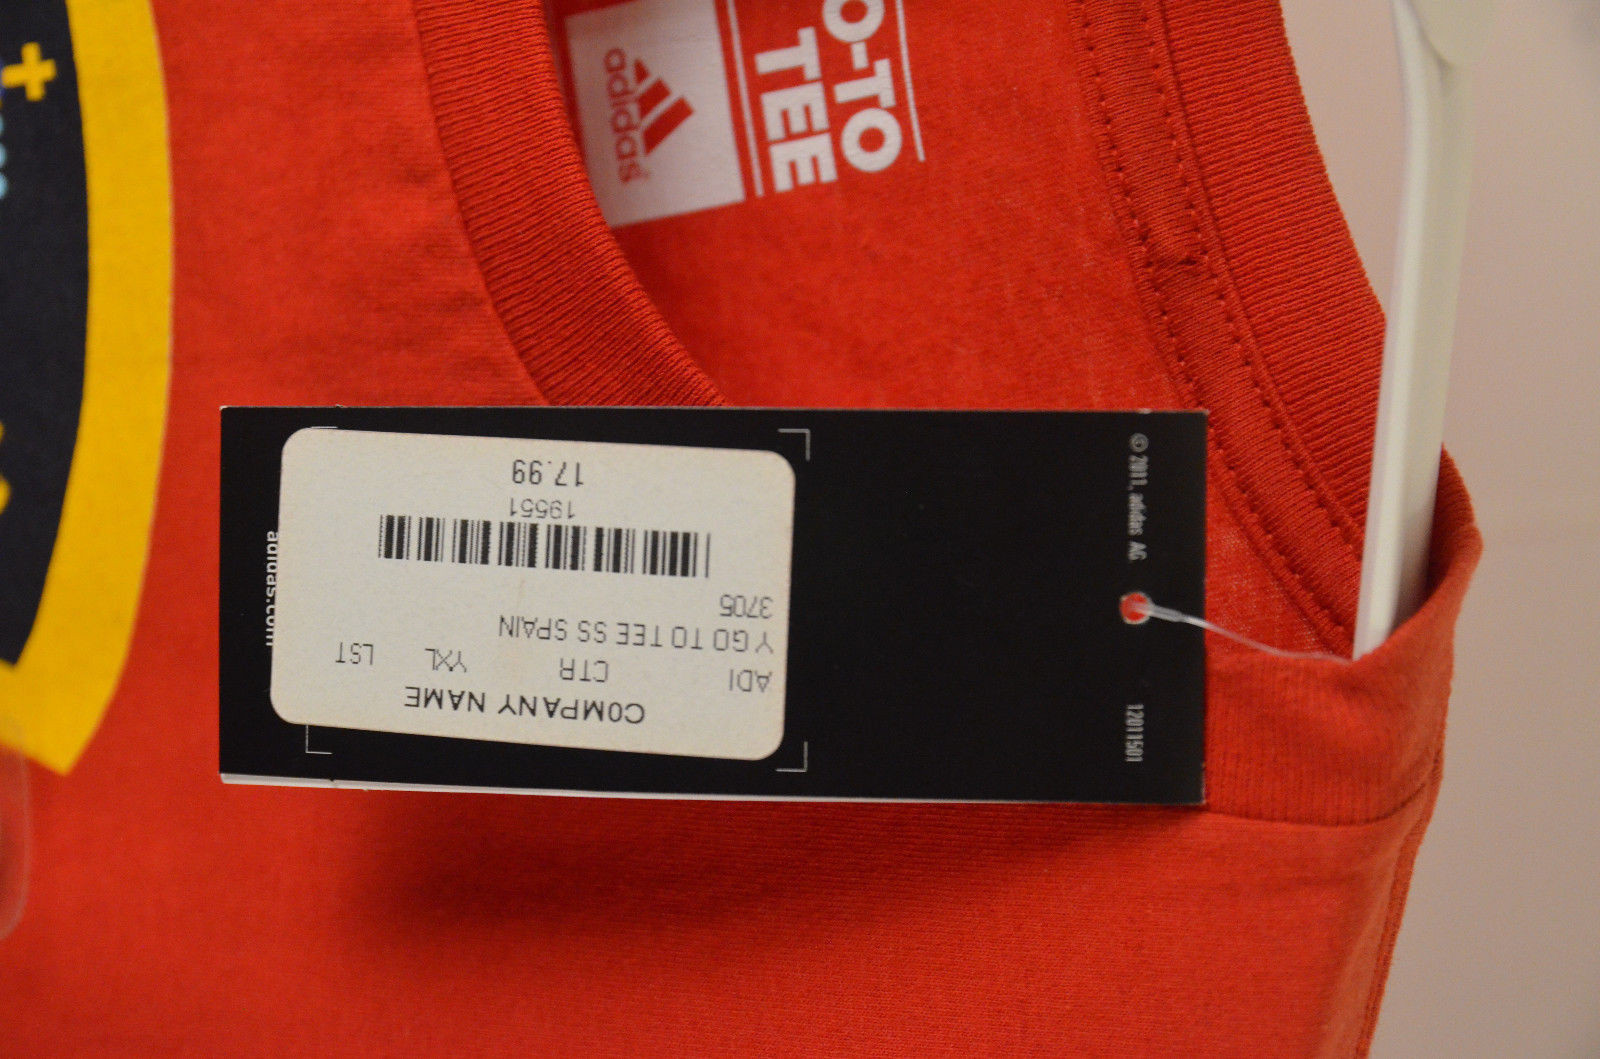 adidas
GO-TO
TEE
COMPANY NAME
ADI CTR YXL LST
Y GO TO TEE SS SPAIN
3705
19551
17.99
adidas.com
© 2011. adidas AG.
12011501